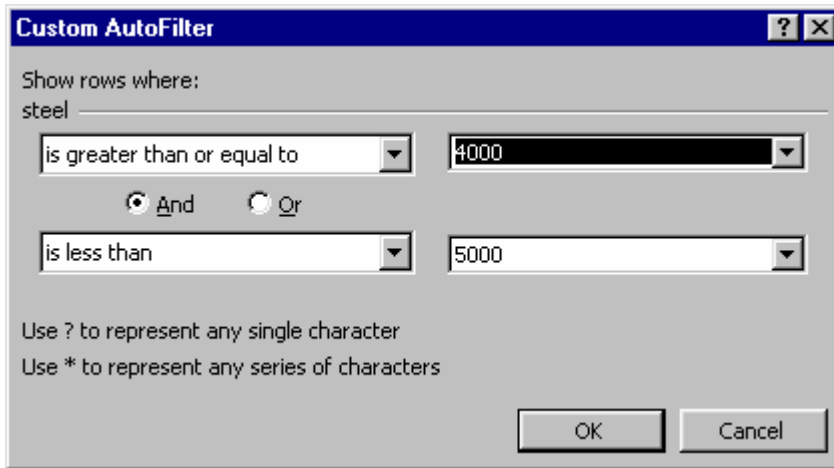 Custom AutoFilter ? X
Show rows where:
steel
is greater than or equal to 4000
And Or
is less than 5000
Use ? to represent any single character
Use * to represent any series of characters
OK Cancel